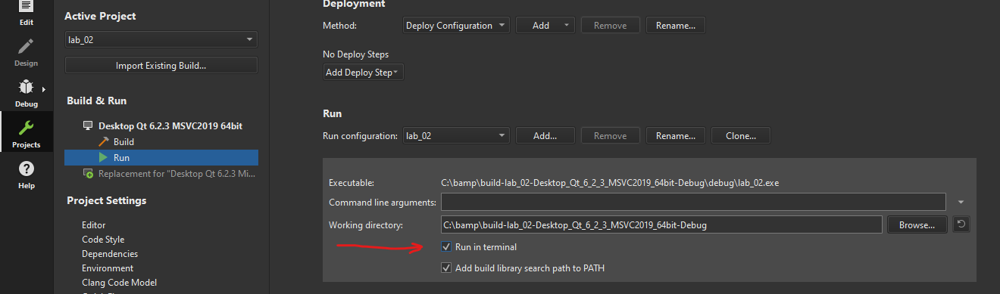 Edit
Design
Debug
Projects
Help
Active Project
lab_02
Import Existing Build...
Build & Run
Desktop Qt 6.2.3 MSVC2019 64bit
Build
Run
Replacement for "Desktop Qt 6.2.3 Mi...
Project Settings
Editor
Code Style
Dependencies
Environment
Clang Code Model
Deployment
Method: Deploy Configuration Add Remove Rename...
No Deploy Steps
Add Deploy Step
Run
Run configuration: lab_02 Add... Remove Rename... Clone...
Executable: C:\bamp\build-lab_02-Desktop_Qt_6_2_3_MSVC2019_64bit-Debug\debug\lab_02.exe
Command line arguments:
Working directory: C:\bamp\build-lab_02-Desktop_Qt_6_2_3_MSVC2019_64bit-Debug Browse...
Run in terminal
Add build library search path to PATH